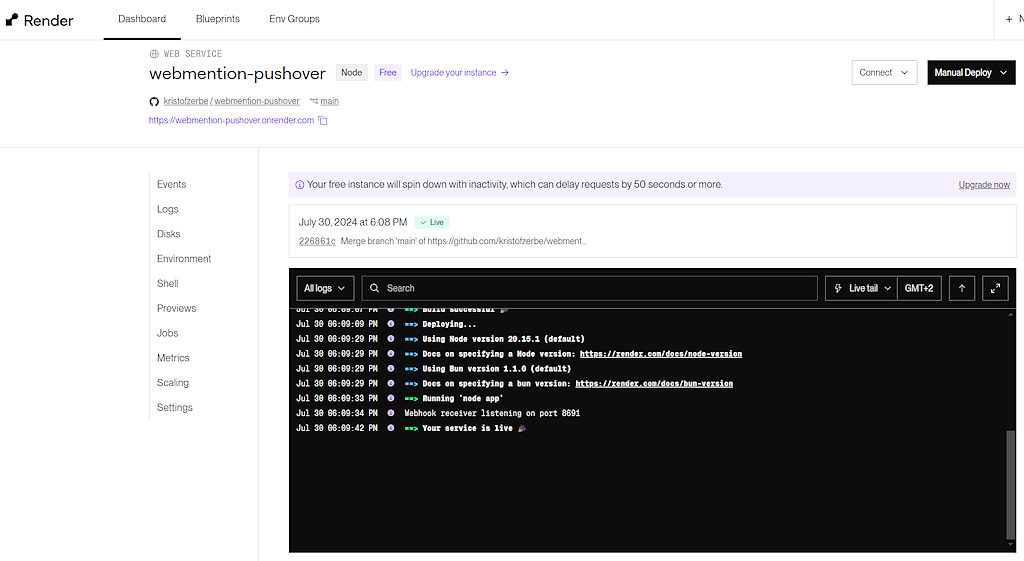 Render Dashboard Blueprints Env Groups + N
WEB SERVICE
webmention-pushover Node Free Upgrade your instance → Connect Manual Deploy
kristofzerbe / webmention-pushover main
https://webmention-pushover.onrender.com
Events
Logs
Disks
Environment
Shell
Previews
Jobs
Metrics
Scaling
Settings
Your free instance will spin down with inactivity, which can delay requests by 50 seconds or more. Upgrade now
July 30, 2024 at 6:08 PM ✓ Live
226861c Merge branch 'main' of https://github.com/kristofzerbe/webment...
All logs Search Live tail GMT+2
Jul 30 06:09:07 PM ==> Build successful 🎉
Jul 30 06:09:09 PM ==> Deploying...
Jul 30 06:09:29 PM ==> Using Node version 20.15.1 (default)
Jul 30 06:09:29 PM ==> Docs on specifying a Node version: https://render.com/docs/node-version
Jul 30 06:09:29 PM ==> Using Bun version 1.1.0 (default)
Jul 30 06:09:29 PM ==> Docs on specifying a bun version: https://render.com/docs/bun-version
Jul 30 06:09:33 PM ==> Running 'node app'
Jul 30 06:09:34 PM Webhook receiver listening on port 8691
Jul 30 06:09:42 PM ==> Your service is live 🎉